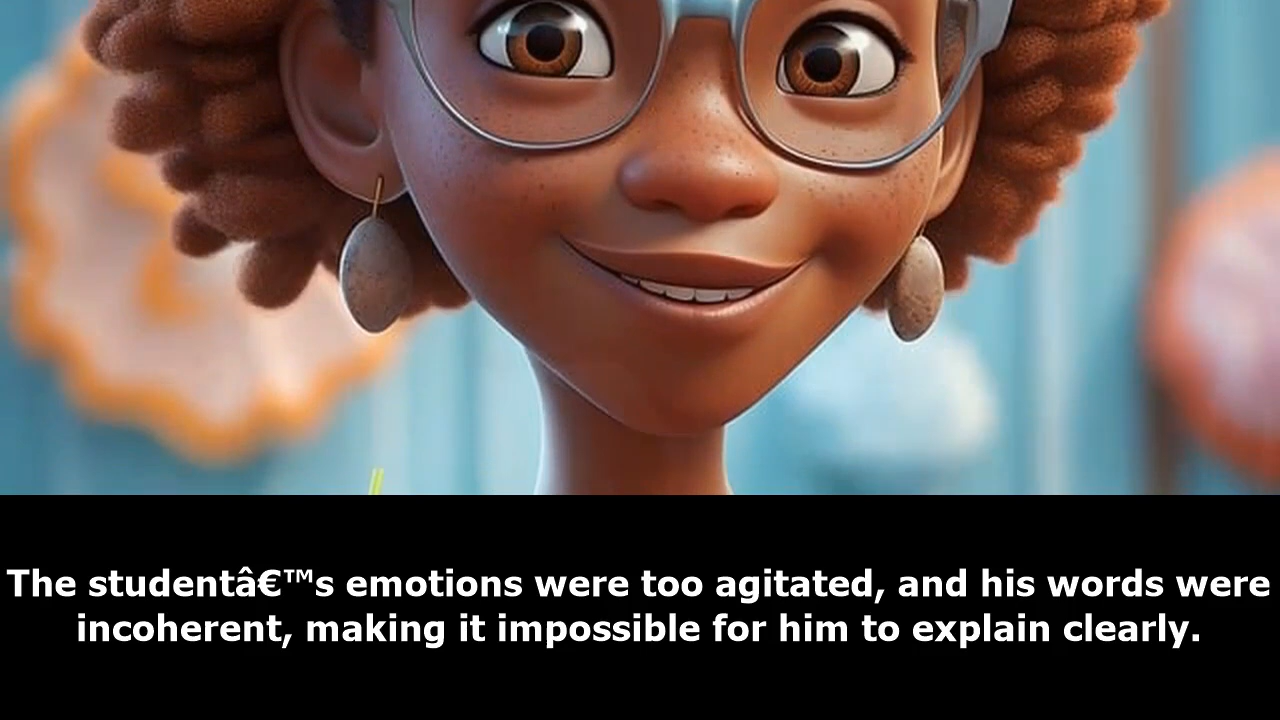 The studentâ€™s emotions were too agitated, and his words were
incoherent, making it impossible for him to explain clearly.